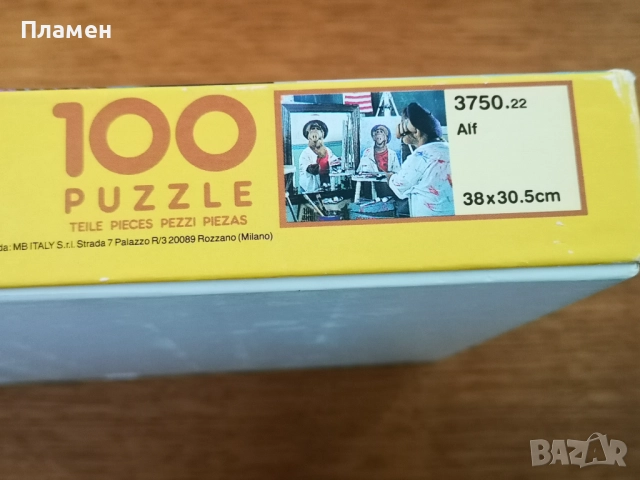 Пламен
100
PUZZLE
TEILE PIECES PEZZI PIEZAS
da: MB ITALY S.r.l. Strada 7 Palazzo R/3 20089 Rozzano (Milano)
3750.22
Alf
38x30.5cm
BAZAR